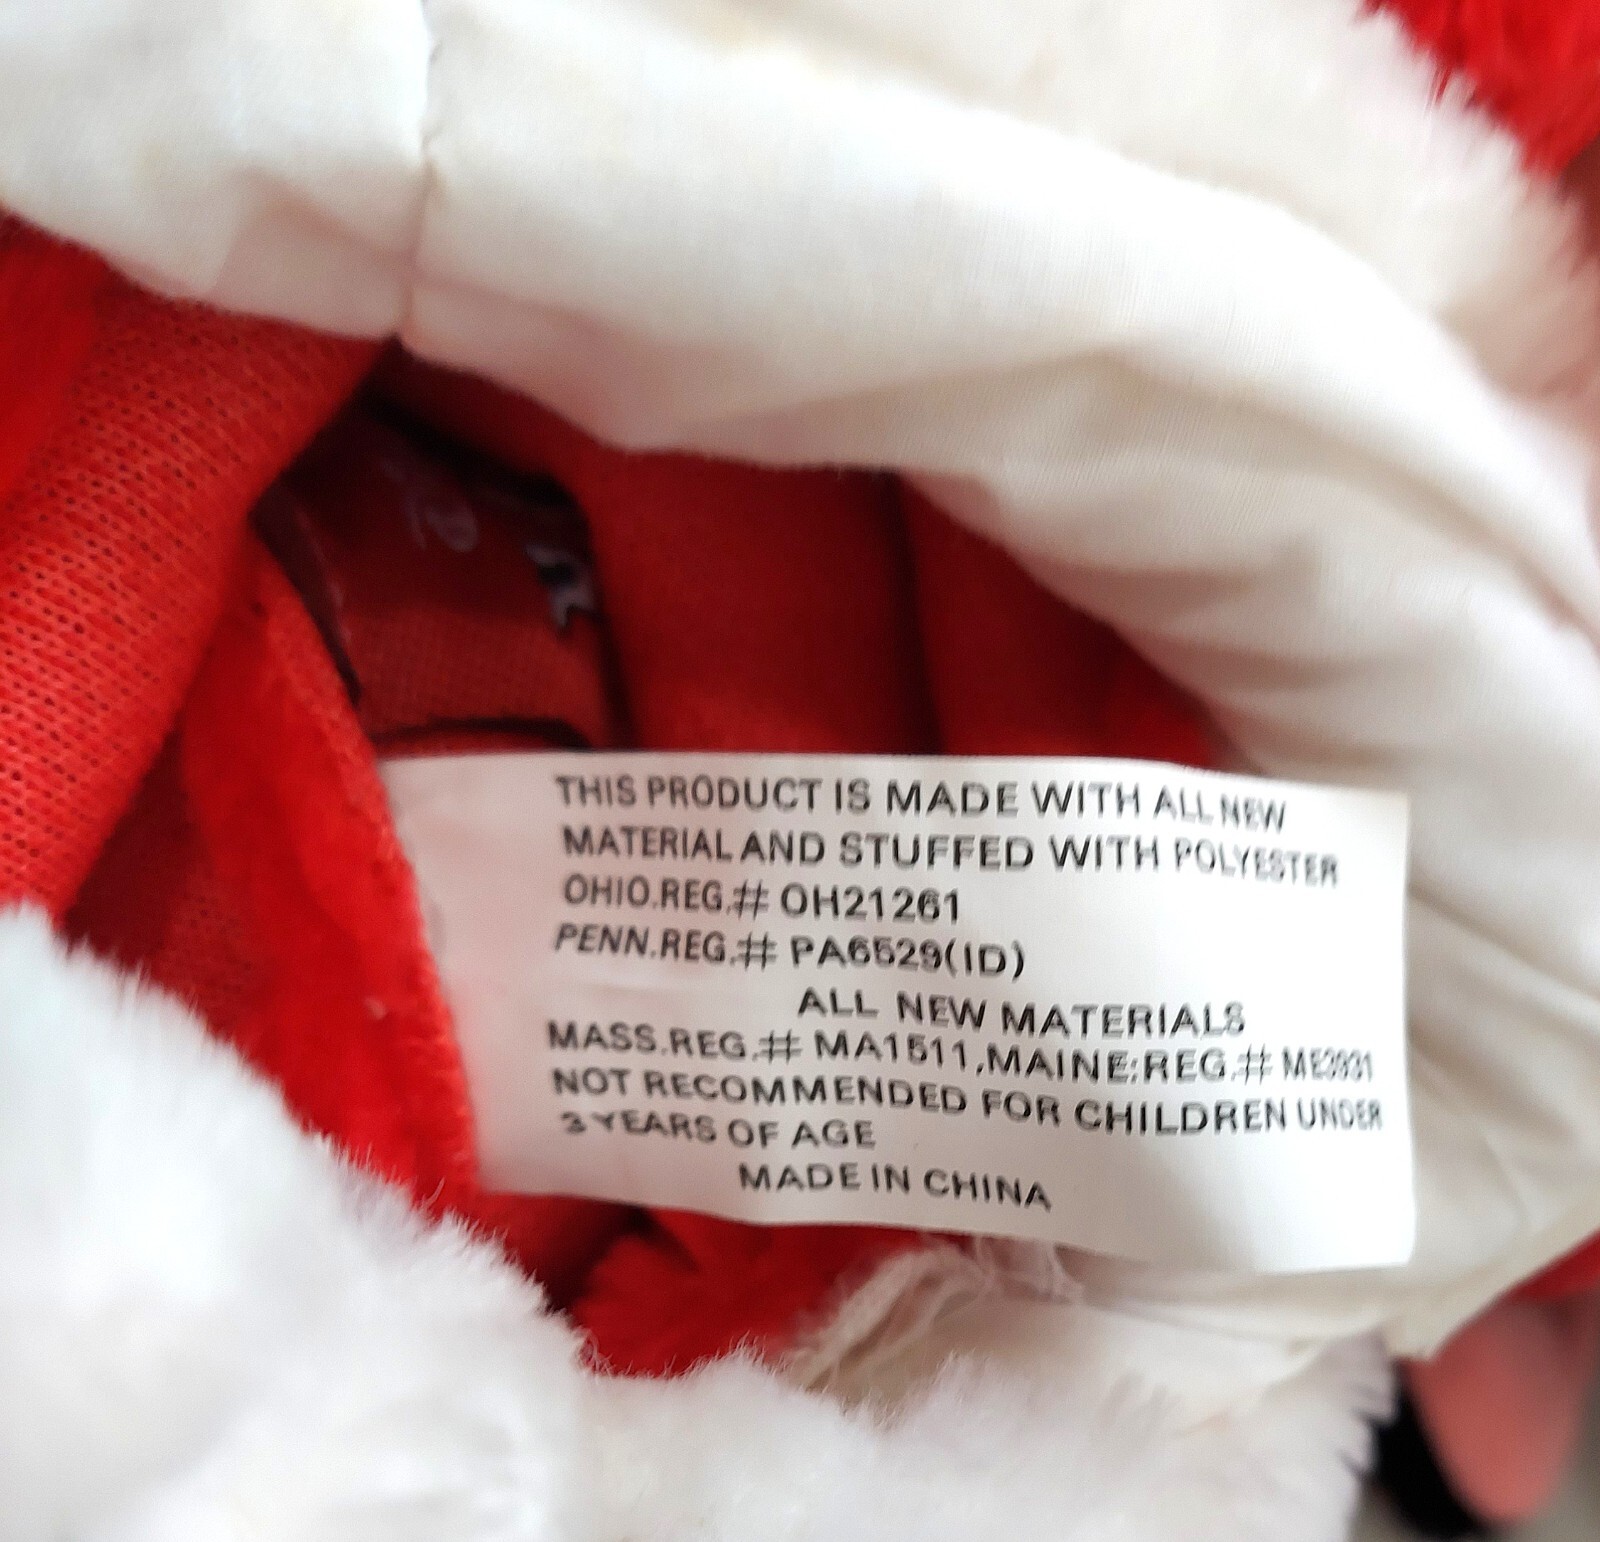 THIS PRODUCT IS MADE WITH ALL NEW
MATERIAL AND STUFFED WITH POLYESTER
OHIO.REG.# OH21261
PENN.REG.# PA6529(ID)
ALL NEW MATERIALS
MASS.REG.# MA1511,MAINE:REG.# ME3931
NOT RECOMMENDED FOR CHILDREN UNDER
3 YEARS OF AGE
MADE IN CHINA